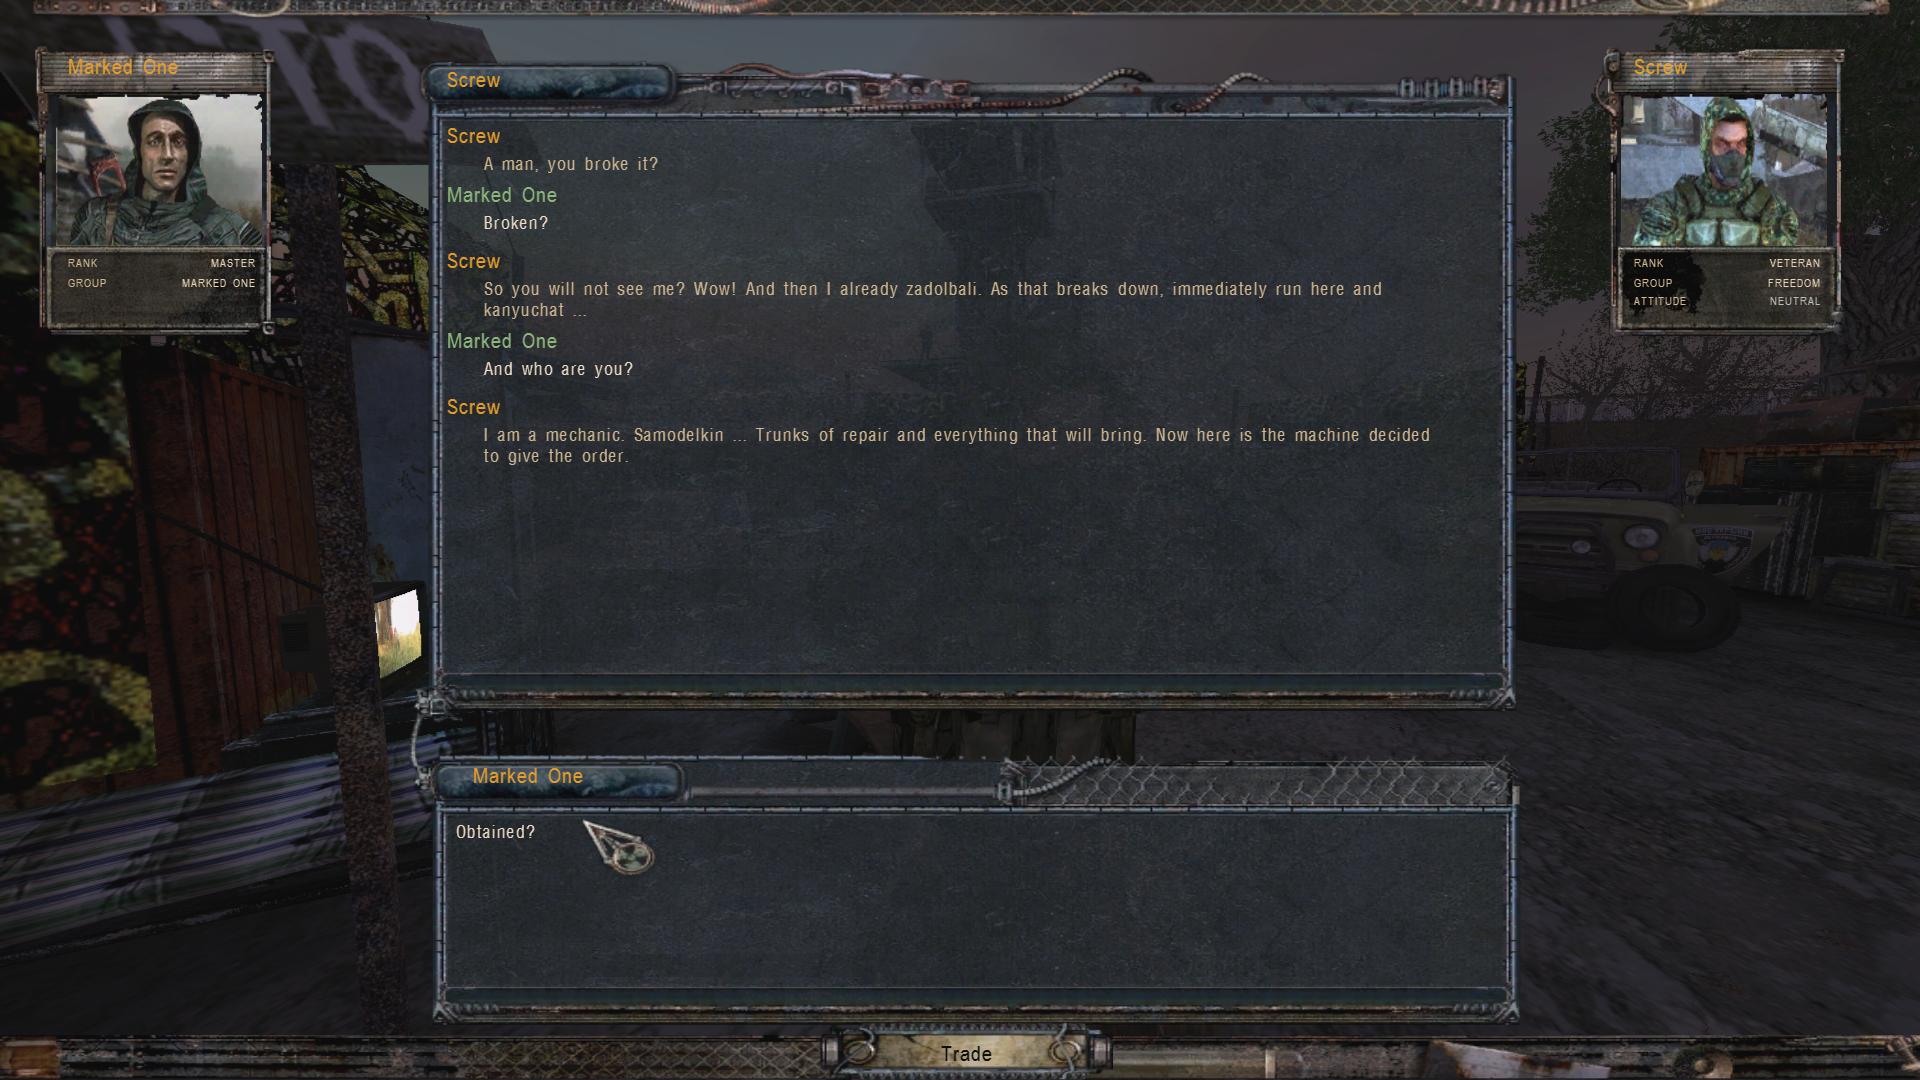 Marked One
RANK MASTER
GROUP MARKED ONE
Screw
Screw
A man, you broke it?
Marked One
Broken?
Screw
So you will not see me? Wow! And then I already zadolbali. As that breaks down, immediately run here and
kanyuchat ...
Marked One
And who are you?
Screw
I am a mechanic. Samodelkin ... Trunks of repair and everything that will bring. Now here is the machine decided
to give the order.
Screw
RANK VETERAN
GROUP FREEDOM
ATTITUDE NEUTRAL
Marked One
Obtained?
Trade